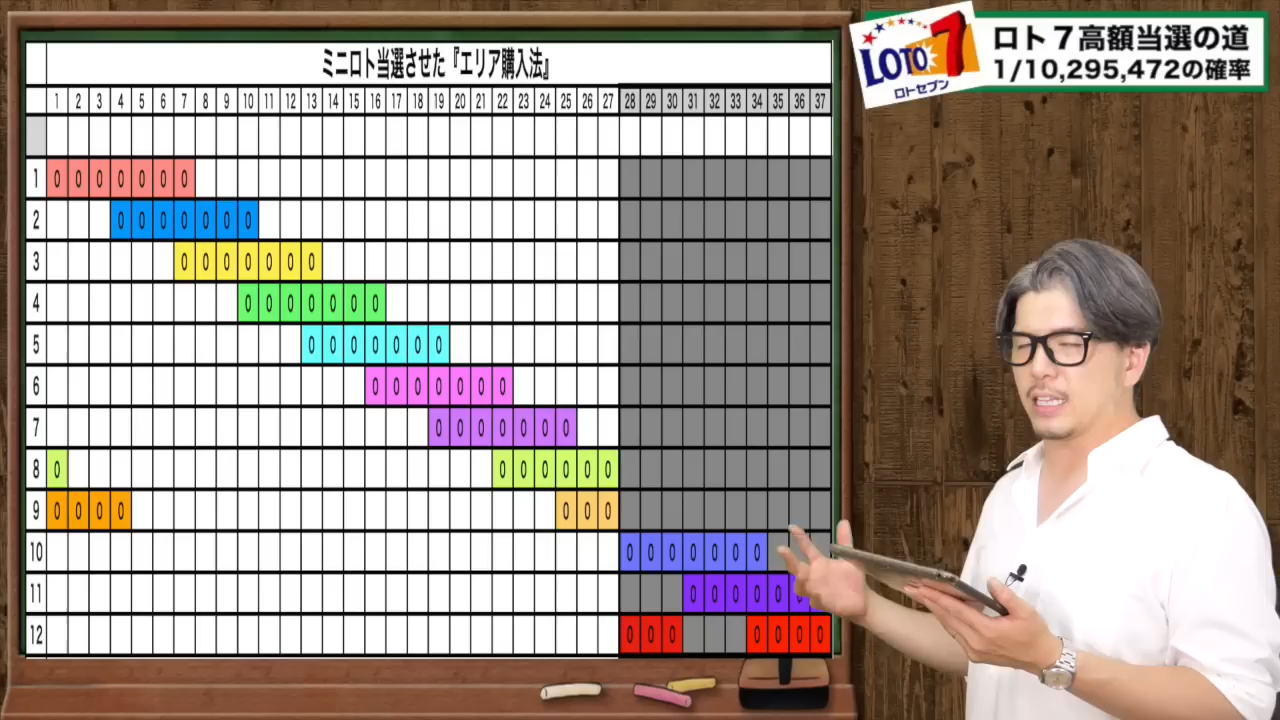 ミニロト当選させた『エリア購入法』
1 2 3 4 5 6 7 8 9 10 11 12 13 14 15 16 17 18 19 20 21 22 23 24 25 26 27 28 29 30 31 32 33 34 35 36 37
1 0 0 0 0 0 0 0
2 0 0 0 0 0 0 0
3 0 0 0 0 0 0 0
4 0 0 0 0 0 0 0
5 0 0 0 0 0 0 0
6 0 0 0 0 0 0 0
7 0 0 0 0 0 0 0
8 0 0 0 0 0 0 0
9 0 0 0 0 0 0 0
10 0 0 0 0 0 0 0
11 0 0 0 0 0
12 0 0 0 0 0 0 0
LOTO 7
ロトセブン
ロト7高額当選の道
1/10,295,472の確率